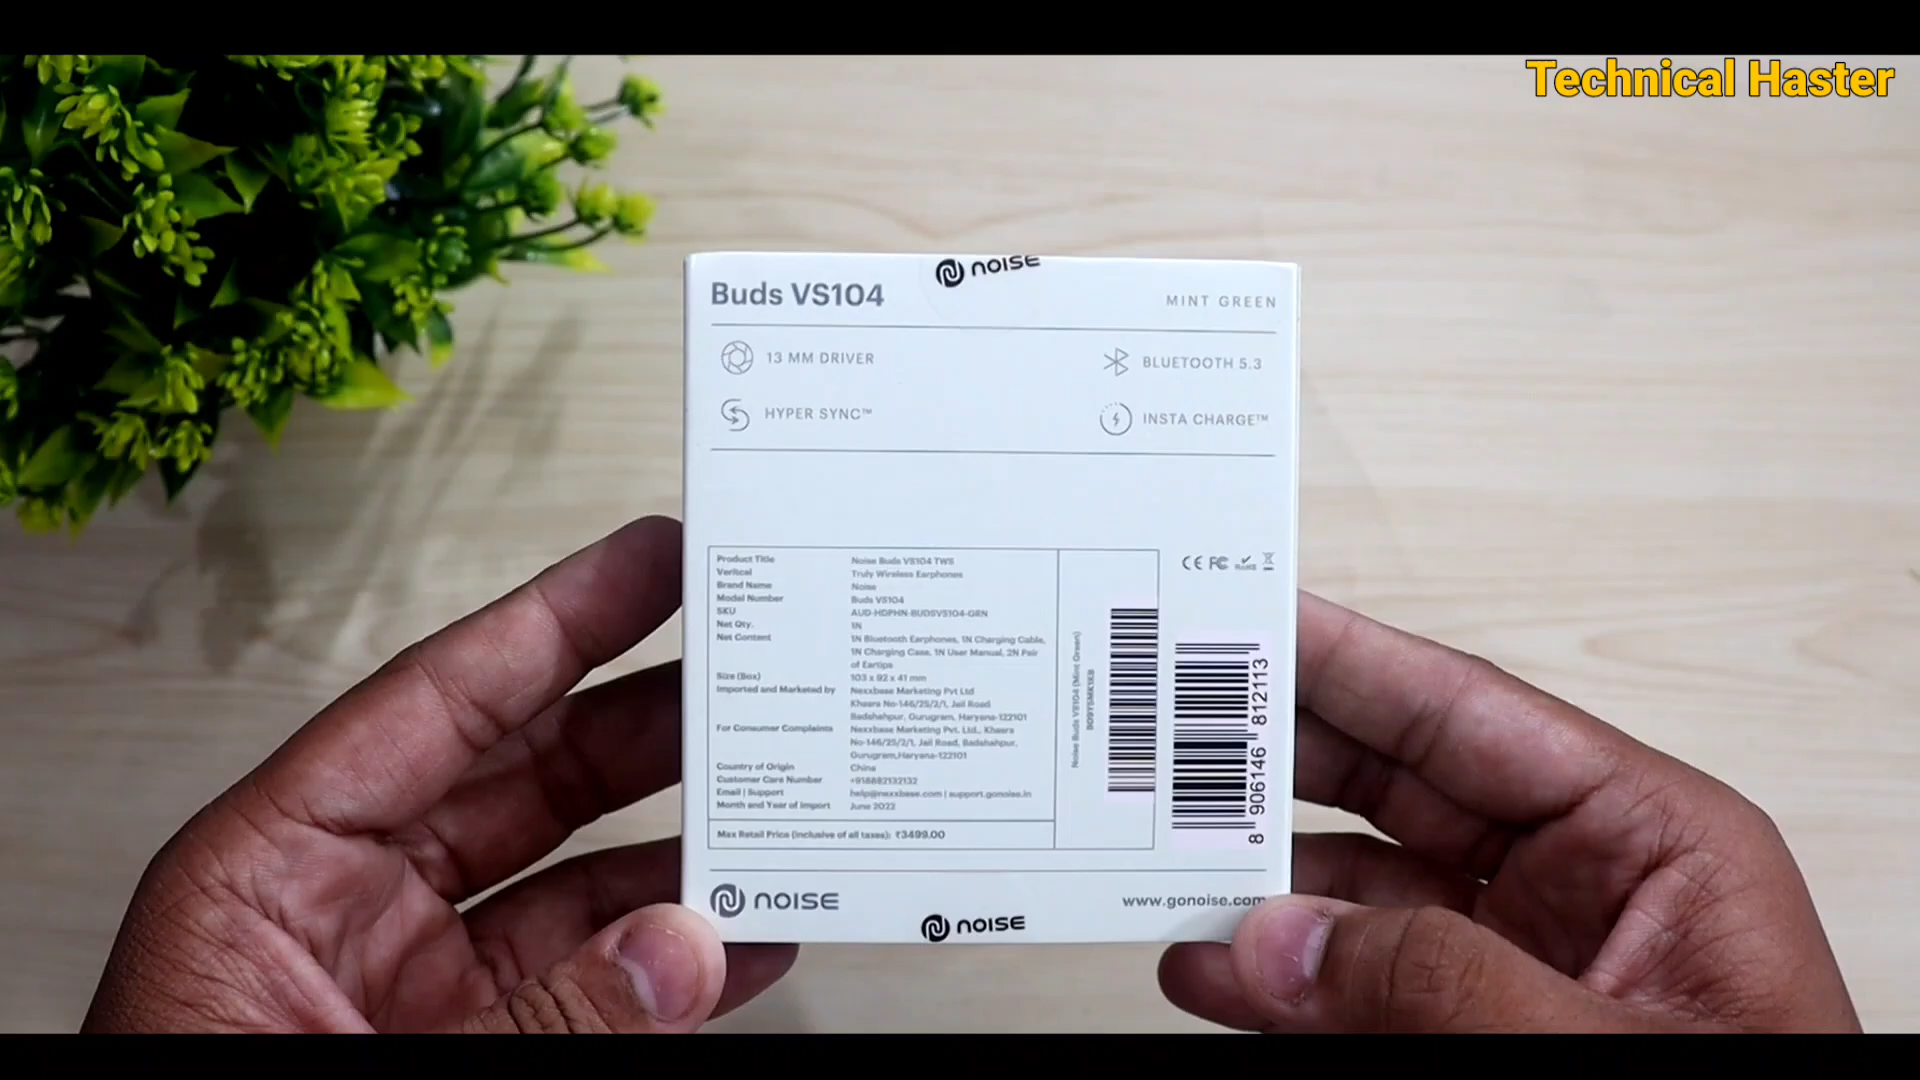 Technical Haster
NOISE
Buds VS104
MINT GREEN
13 MM DRIVER
BLUETOOTH 5.3
HYPER SYNC™
INSTA CHARGE™
Product Title Noise Buds VS104 TWS
Veritcal Truly Wireless Earphones
Brand Name Noise
Model Number Buds VS104
SKU AUD-HDPHN-BUDSVS104-GRN
Net Qty. 1N
Net Content 1N Bluetooth Earphones, 1N Charging Cable,
1N Charging Case, 1N User Manual, 2N Pair
of Eartips
Size (Box) 103 x 92 x 41 mm
Imported and Marketed by Nexxbase Marketing Pvt Ltd
Khasra No-146/25/2/1, Jail Road
Badshahpur, Gurugram, Haryana-122101
For Consumer Complaints Nexxbase Marketing Pvt. Ltd., Khasra
No-146/25/2/1, Jail Road, Badshahpur,
Gurugram,Haryana-122101
Country of Origin China
Customer Care Number +918882132132
Email | Support help@nexxbase.com | support.gonoise.in
Month and Year of Import June 2022
Max Retail Price (inclusive of all taxes): ₹3499.00
Noise Buds VS104 (Mint Green)
CE FC RoHS
8 906146 812113
NOISE
www.gonoise.com
NOISE